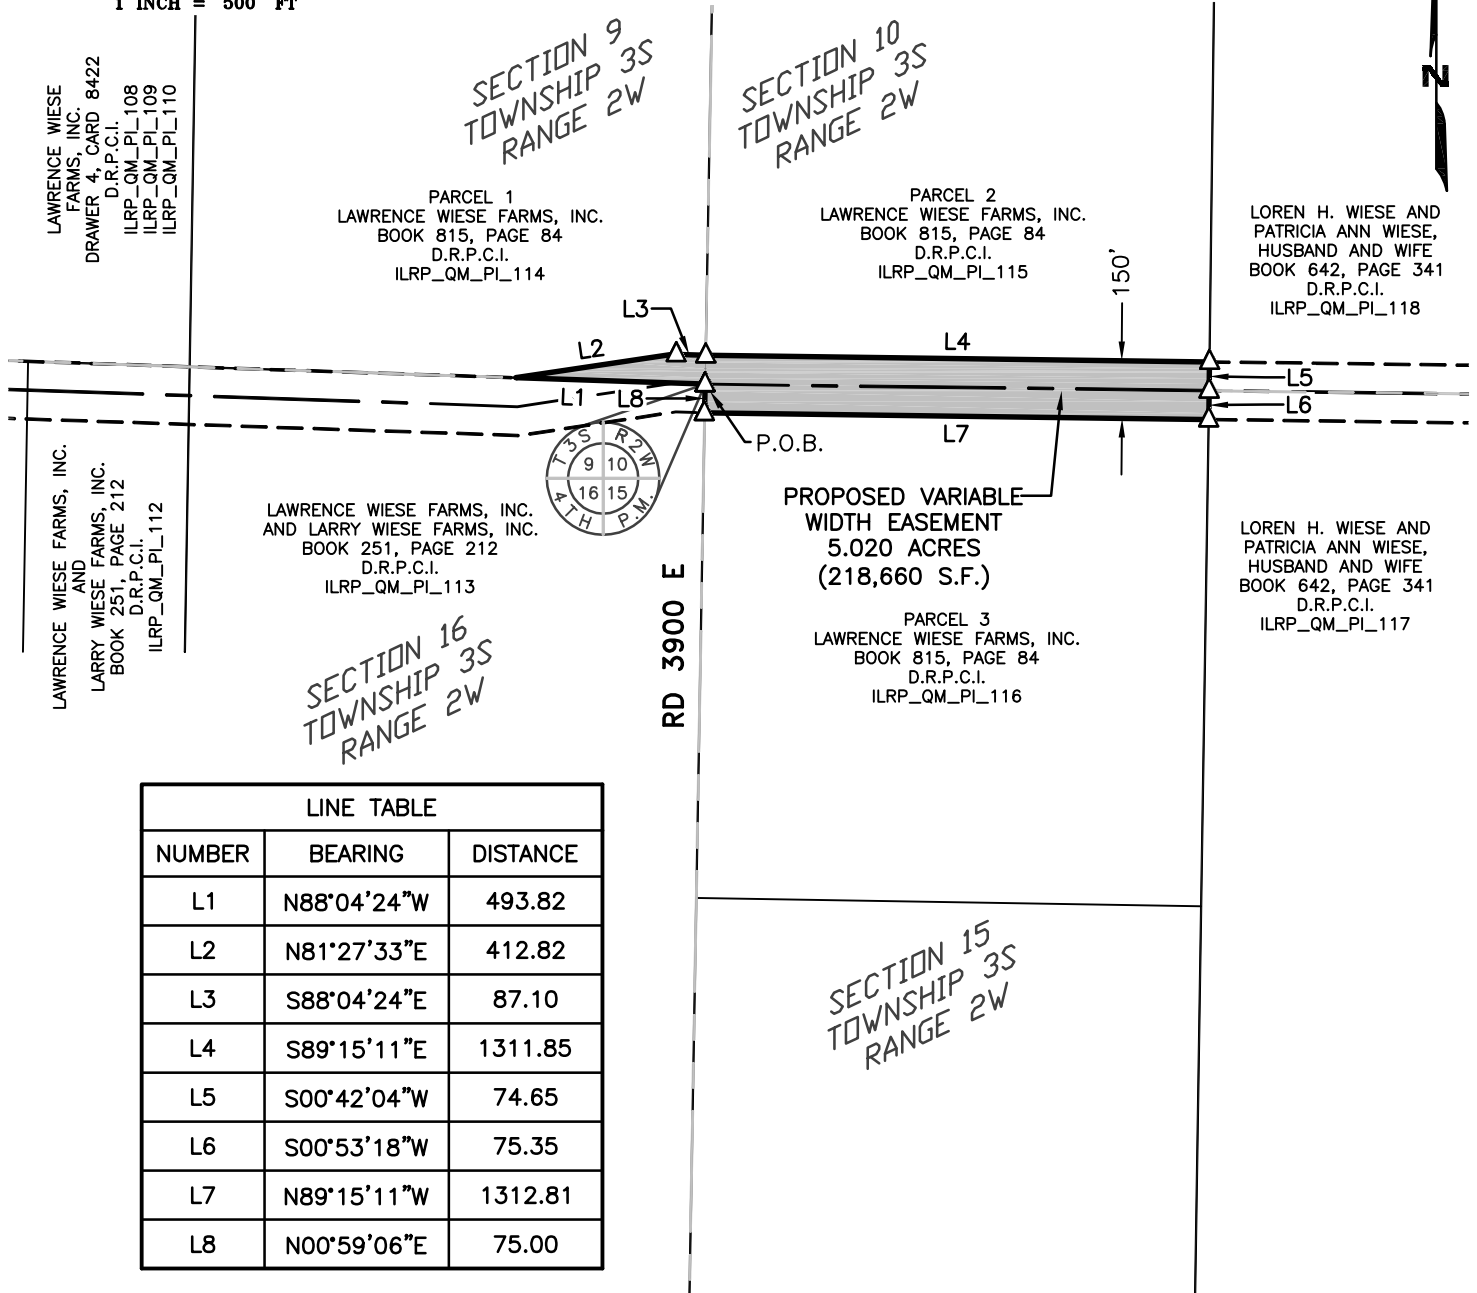 1 INCH = 500 FT
LAWRENCE WIESE
FARMS, INC.
DRAWER 4, CARD 8422
D.R.P.C.I.
ILRP_QM_PI_108
ILRP_QM_PI_109
ILRP_QM_PI_110
SECTION 9
TOWNSHIP 3S
RANGE 2W
SECTION 10
TOWNSHIP 3S
RANGE 2W
N
PARCEL 1
LAWRENCE WIESE FARMS, INC.
BOOK 815, PAGE 84
D.R.P.C.I.
ILRP_QM_PI_114
PARCEL 2
LAWRENCE WIESE FARMS, INC.
BOOK 815, PAGE 84
D.R.P.C.I.
ILRP_QM_PI_115
150'
LOREN H. WIESE AND
PATRICIA ANN WIESE,
HUSBAND AND WIFE
BOOK 642, PAGE 341
D.R.P.C.I.
ILRP_QM_PI_118
L3
L2
L4
L5
L1
L8
L6
L7
P.O.B.
T3S R2W
9 10
16 15
4TH P.M.
LAWRENCE WIESE FARMS, INC.
AND
LARRY WIESE FARMS, INC.
BOOK 251, PAGE 212
D.R.P.C.I.
ILRP_QM_PI_112
LAWRENCE WIESE FARMS, INC.
AND LARRY WIESE FARMS, INC.
BOOK 251, PAGE 212
D.R.P.C.I.
ILRP_QM_PI_113
PROPOSED VARIABLE
WIDTH EASEMENT
5.020 ACRES
(218,660 S.F.)
LOREN H. WIESE AND
PATRICIA ANN WIESE,
HUSBAND AND WIFE
BOOK 642, PAGE 341
D.R.P.C.I.
ILRP_QM_PI_117
RD 3900 E
PARCEL 3
LAWRENCE WIESE FARMS, INC.
BOOK 815, PAGE 84
D.R.P.C.I.
ILRP_QM_PI_116
SECTION 16
TOWNSHIP 3S
RANGE 2W
LINE TABLE
NUMBER BEARING DISTANCE
L1 N88°04'24"W 493.82
L2 N81°27'33"E 412.82
L3 S88°04'24"E 87.10
L4 S89°15'11"E 1311.85
L5 S00°42'04"W 74.65
L6 S00°53'18"W 75.35
L7 N89°15'11"W 1312.81
L8 N00°59'06"E 75.00
SECTION 15
TOWNSHIP 3S
RANGE 2W